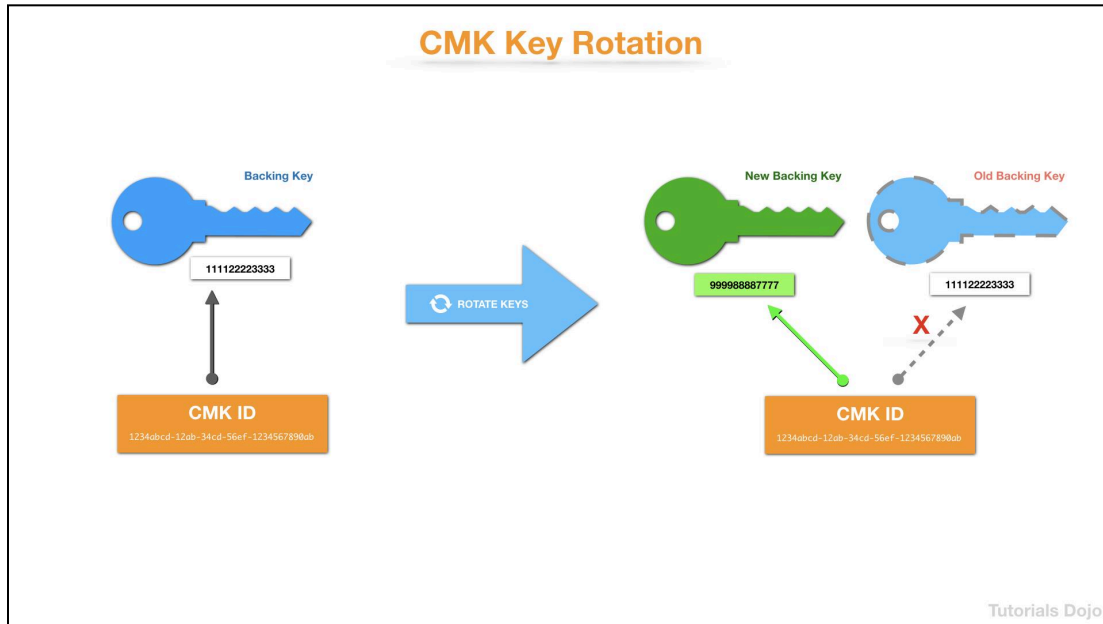 CMK Key Rotation
Backing Key
111122223333
CMK ID
1234abcd-12ab-34cd-56ef-1234567890ab
ROTATE KEYS
New Backing Key
Old Backing Key
999988887777
111122223333
X
CMK ID
1234abcd-12ab-34cd-56ef-1234567890ab
Tutorials Dojo